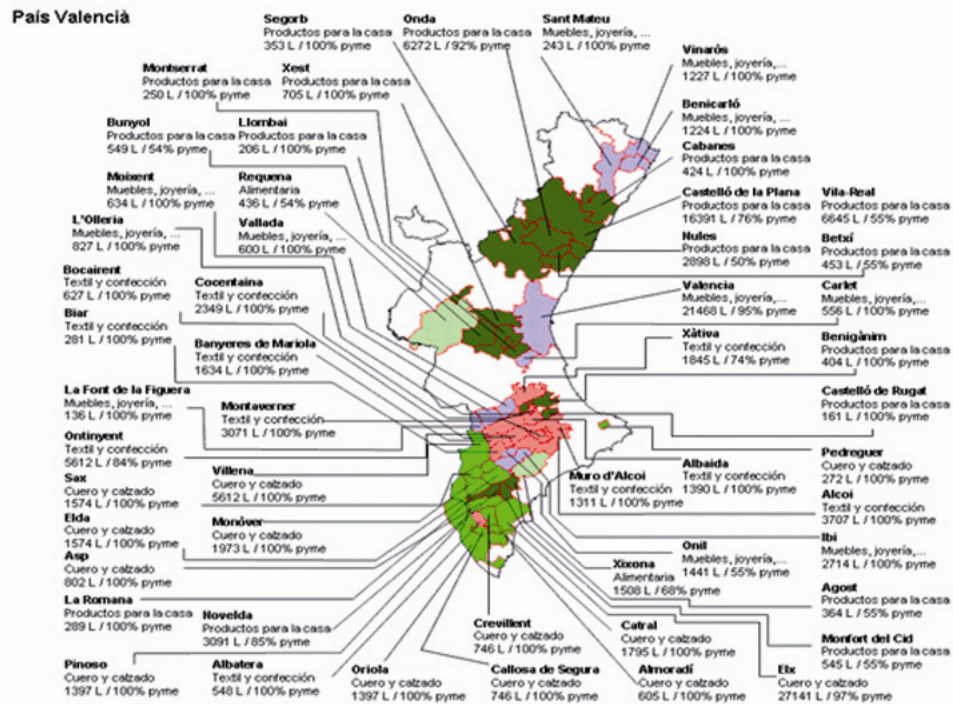 País Valencià
Segorb
Productos para la casa
353 L / 100% pyme
Onda
Productos para la casa
6272 L / 92% pyme
Sant Mateu
Muebles, joyería,...
243 L / 100% pyme
Vinaròs
Muebles, joyería,...
1227 L / 100% pyme
Montserrat
Productos para la casa
250 L / 100% pyme
Xest
Productos para la casa
705 L / 100% pyme
Benicarló
Muebles, joyería,...
1224 L / 100% pyme
Bunyol
Productos para la casa
549 L / 54% pyme
Llombai
Productos para la casa
206 L / 100% pyme
Cabanes
Productos para la casa
424 L / 100% pyme
Moixent
Muebles, joyería, ...
634 L / 100% pyme
Requena
Alimentaria
436 L / 54% pyme
Castelló de la Plana
Productos para la casa
16391 L / 76% pyme
Vila-Real
Productos para la casa
6645 L / 55% pyme
L'Olleria
Muebles, joyería, ...
827 L / 100% pyme
Vallada
Muebles, joyería, ...
600 L / 100% pyme
Nules
Productos para la casa
2898 L / 50% pyme
Betxí
Productos para la casa
453 L / 55% pyme
Bocairent
Textil y confección
627 L / 100% pyme
Cocentaina
Textil y confección
2349 L / 100% pyme
Valencia
Muebles, joyería,...
21468 L / 95% pyme
Carlet
Muebles, joyería,...
556 L / 100% pyme
Biar
Textil y confección
281 L / 100% pyme
Banyeres de Mariola
Textil y confección
1634 L / 100% pyme
Xàtiva
Textil y confección
1845 L / 74% pyme
Benigànim
Productos para la casa
404 L / 100% pyme
La Font de la Figuera
Muebles, joyería, ...
136 L / 100% pyme
Montaverner
Textil y confección
3071 L / 100% pyme
Castelló de Rugat
Productos para la casa
161 L / 100% pyme
Ontinyent
Textil y confección
5612 L / 84% pyme
Villena
Cuero y calzado
5612 L / 100% pyme
Muro d'Alcoi
Textil y confección
1311 L / 100% pyme
Albaida
Textil y confección
1390 L / 100% pyme
Pedreguer
Cuero y calzado
272 L / 100% pyme
Sax
Cuero y calzado
1574 L / 100% pyme
Alcoi
Textil y confección
3707 L / 100% pyme
Elda
Cuero y calzado
1574 L / 100% pyme
Monòver
Cuero y calzado
1973 L / 100% pyme
Onil
Muebles, joyería,...
1441 L / 55% pyme
Ibi
Muebles, joyería,...
2714 L / 100% pyme
Asp
Cuero y calzado
802 L / 100% pyme
Xixona
Alimentaria
1508 L / 68% pyme
Agost
Productos para la casa
364 L / 55% pyme
La Romana
Productos para la casa
289 L / 100% pyme
Novelda
Productos para la casa
3091 L / 85% pyme
Crevillent
Cuero y calzado
746 L / 100% pyme
Catral
Cuero y calzado
1795 L / 100% pyme
Monfort del Cid
Productos para la casa
545 L / 55% pyme
Pinoso
Cuero y calzado
1397 L / 100% pyme
Albatera
Textil y confección
548 L / 100% pyme
Oriola
Cuero y calzado
1397 L / 100% pyme
Callosa de Segura
Cuero y calzado
746 L / 100% pyme
Almoradí
Cuero y calzado
605 L / 100% pyme
Elx
Cuero y calzado
27141 L / 97% pyme